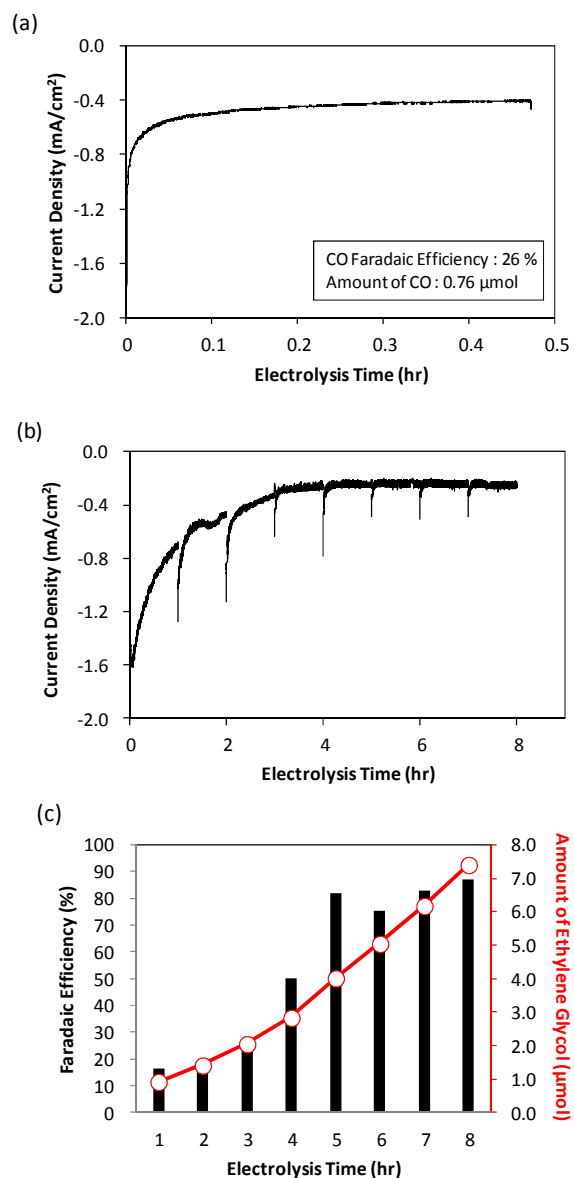 (a)
0.0
-0.4
-0.8
-1.2
-1.6
-2.0
Current Density (mA/cm²)
CO Faradaic Efficiency : 26 %
Amount of CO : 0.76 μmol
0 0.1 0.2 0.3 0.4 0.5
Electrolysis Time (hr)
(b)
0.0
-0.4
-0.8
-1.2
-1.6
-2.0
Current Density (mA/cm²)
0 2 4 6 8
Electrolysis Time (hr)
(c)
100
90
80
70
60
50
40
30
20
10
0
Faradaic Efficiency (%)
8.0
7.0
6.0
5.0
4.0
3.0
2.0
1.0
0.0
Amount of Ethylene Glycol (μmol)
1 2 3 4 5 6 7 8
Electrolysis Time (hr)